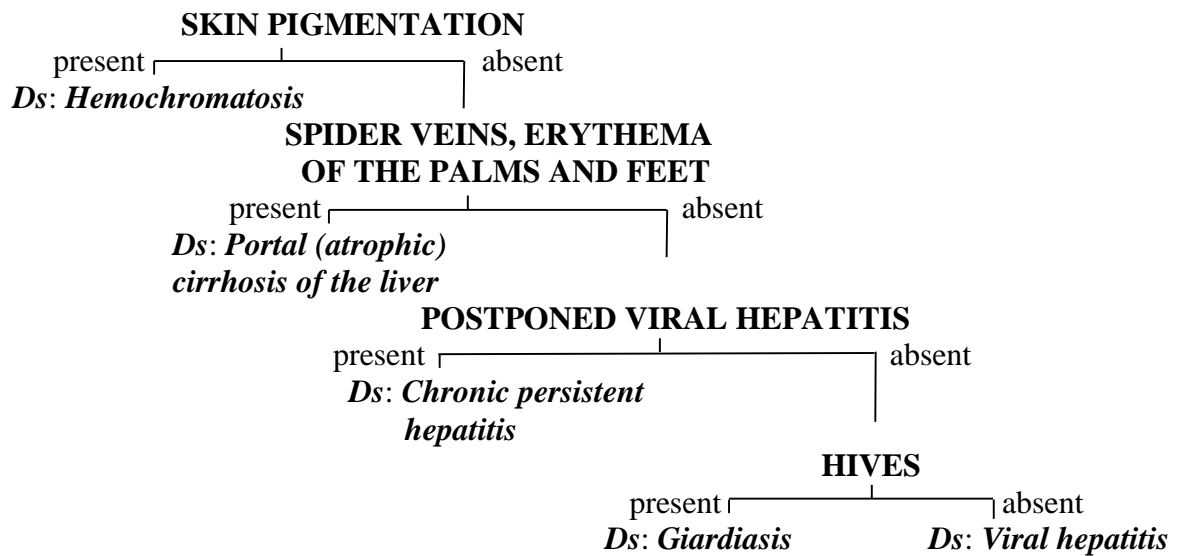 SKIN PIGMENTATION
present absent
Ds: Hemochromatosis
SPIDER VEINS, ERYTHEMA
OF THE PALMS AND FEET
present absent
Ds: Portal (atrophic)
cirrhosis of the liver
POSTPONED VIRAL HEPATITIS
present absent
Ds: Chronic persistent
hepatitis
HIVES
present absent
Ds: Giardiasis Ds: Viral hepatitis